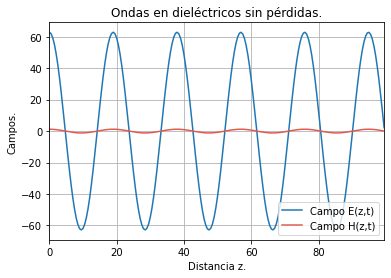 Ondas en dieléctricos sin pérdidas.
Campos.
60
40
20
0
−20
−40
−60
0
20
40
60
80
Distancia z.
Campo E(z,t)
Campo H(z,t)